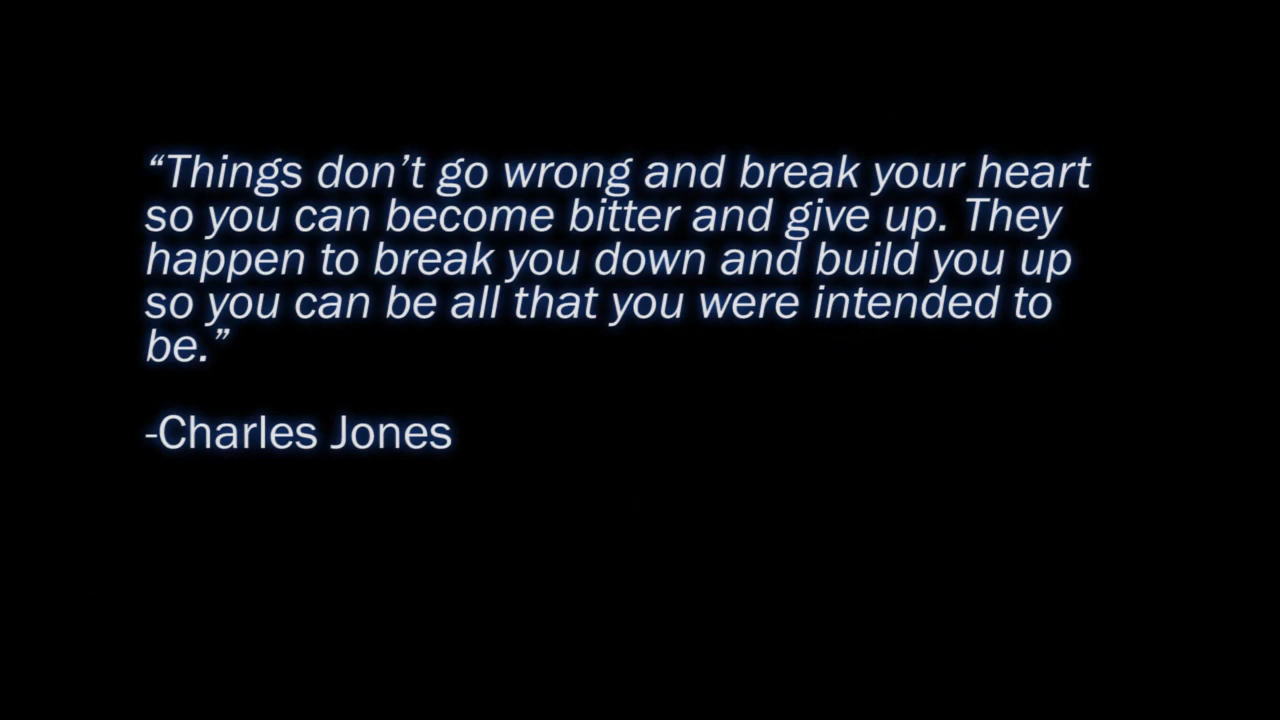 “Things don’t go wrong and break your heart
so you can become bitter and give up. They
happen to break you down and build you up
so you can be all that you were intended to
be.”
-Charles Jones